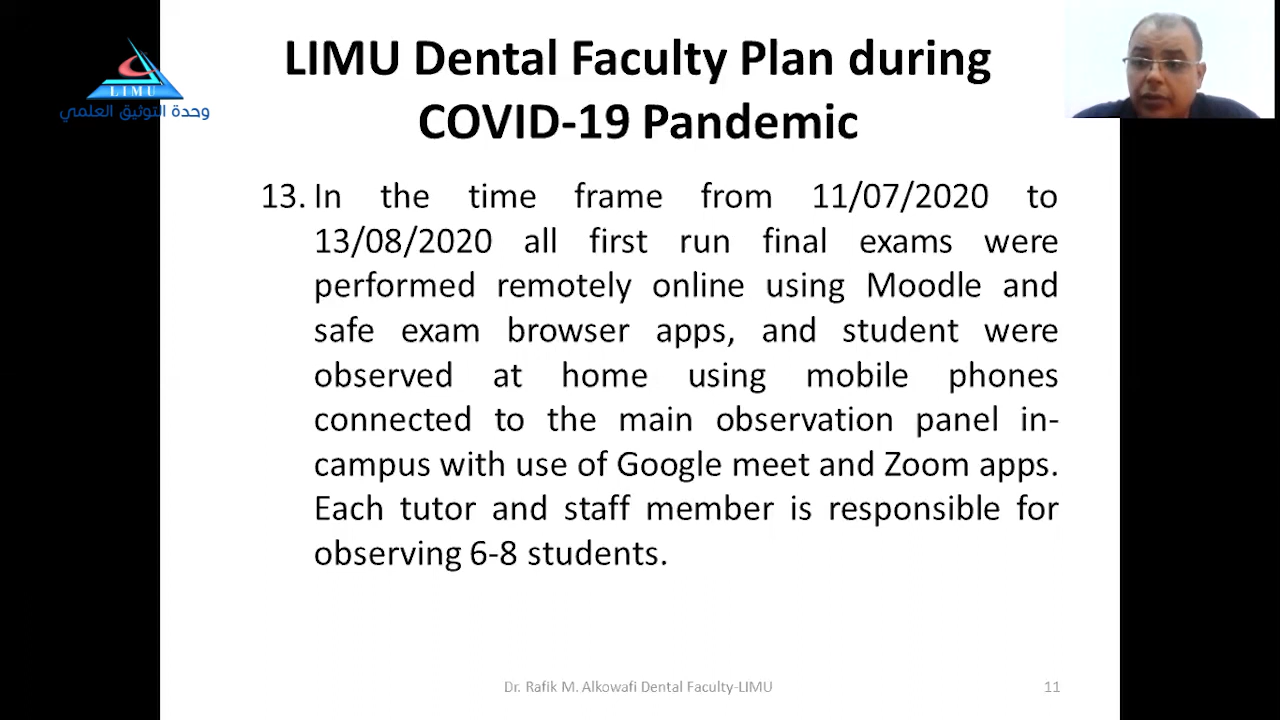 LIMU Dental Faculty Plan during
COVID-19 Pandemic
LIMU
وحدة التوثيق العلمي
13. In the time frame from 11/07/2020 to
13/08/2020 all first run final exams were
performed remotely online using Moodle and
safe exam browser apps, and student were
observed at home using mobile phones
connected to the main observation panel in-
campus with use of Google meet and Zoom apps.
Each tutor and staff member is responsible for
observing 6-8 students.
Dr. Rafik M. Alkowafi Dental Faculty-LIMU
11